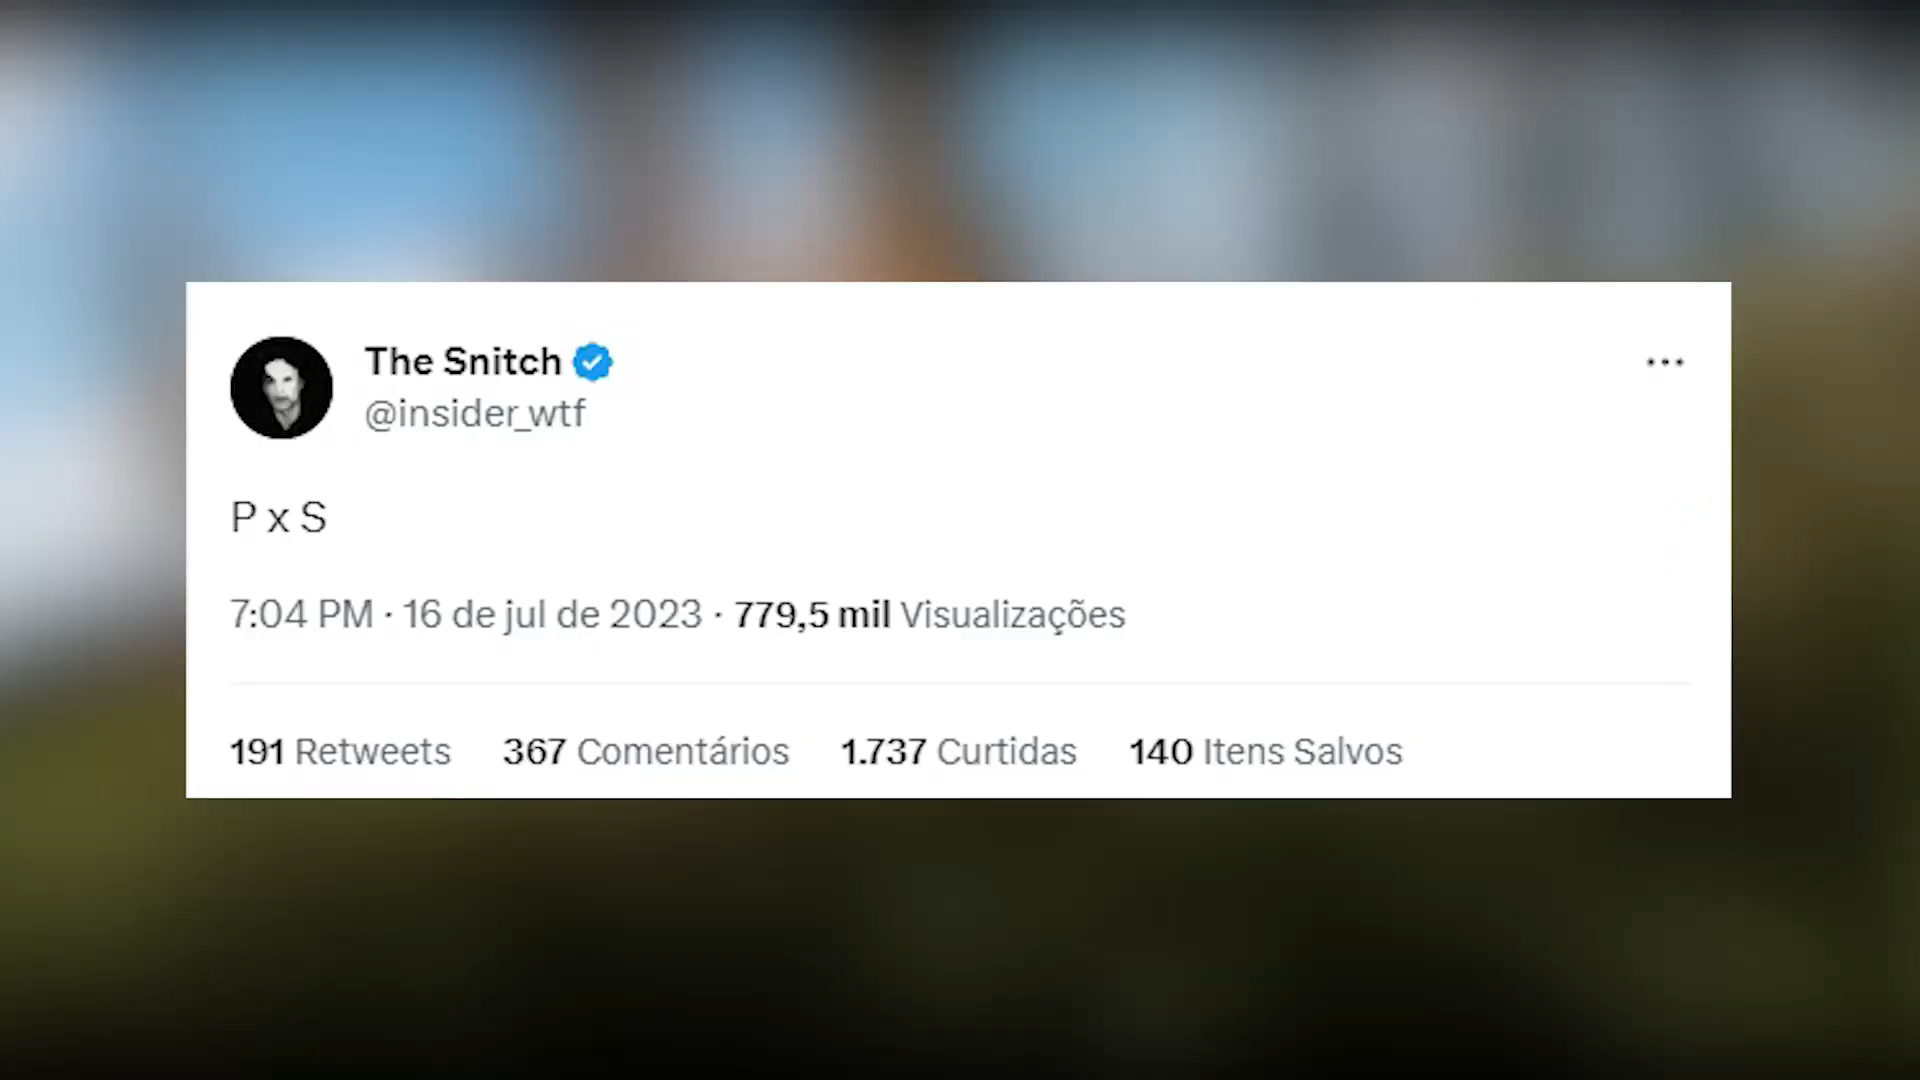 The Snitch
@insider_wtf
P x S
7:04 PM · 16 de jul de 2023 · 779,5 mil Visualizações
191 Retweets 367 Comentários 1.737 Curtidas 140 Itens Salvos